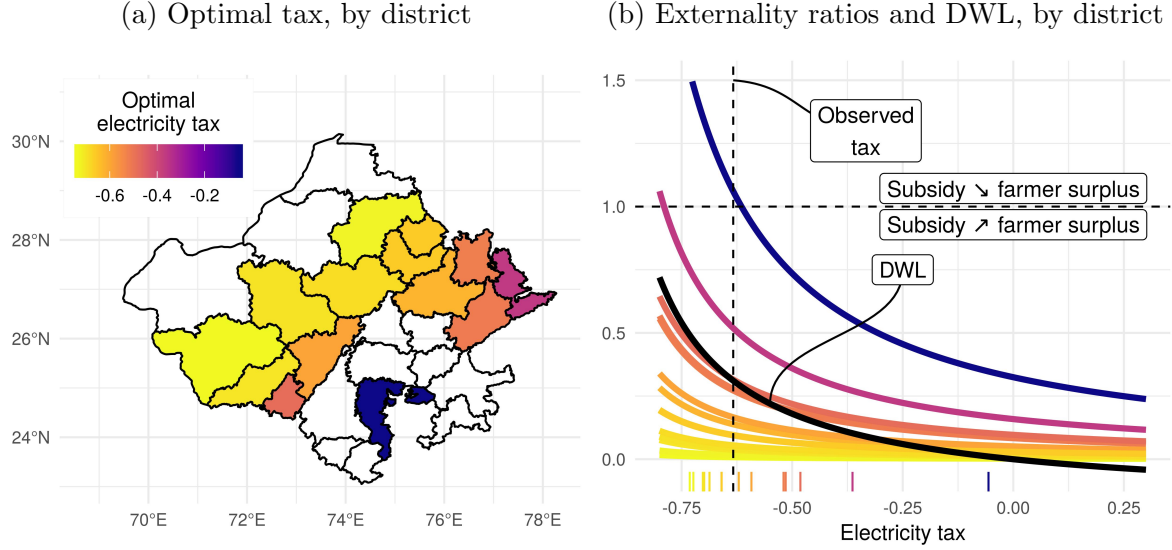 (a) Optimal tax, by district
Optimal
electricity tax
-0.6 -0.4 -0.2
30°N
28°N
26°N
24°N
70°E 72°E 74°E 76°E 78°E
(b) Externality ratios and DWL, by district
1.5
1.0
0.5
0.0
Observed
tax
Subsidy ↘ farmer surplus
Subsidy ↗ farmer surplus
DWL
-0.75 -0.50 -0.25 0.00 0.25
Electricity tax